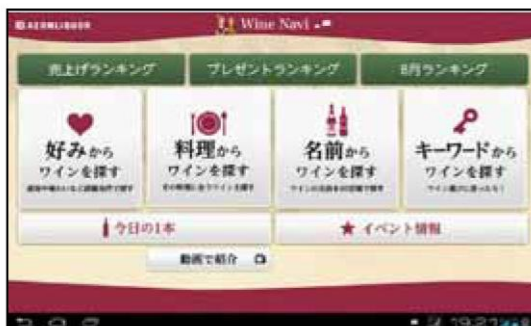 AEONLIQUOR
Wine Navi
売上げランキング
プレゼントランキング
8月ランキング
好みから
ワインを探す
料理から
ワインを探す
名前から
ワインを探す
キーワードから
ワインを探す
今日の1本
★ イベント情報
動画で紹介